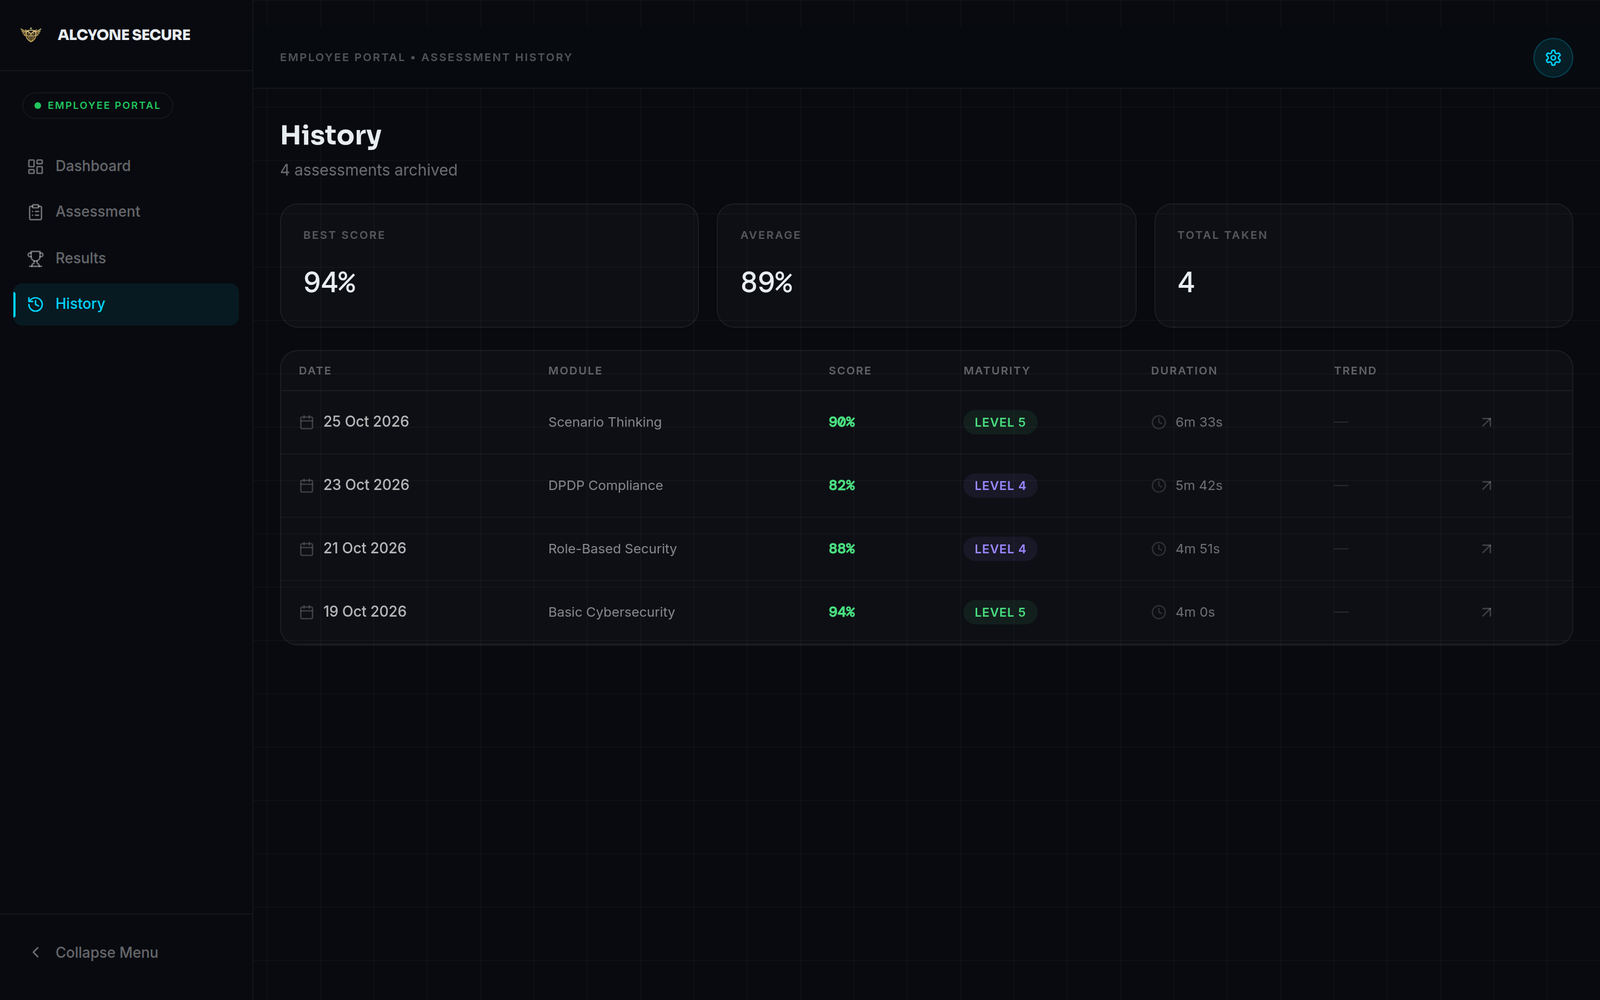 ALCYONE SECURE
EMPLOYEE PORTAL
Dashboard
Assessment
Results
History
Collapse Menu
EMPLOYEE PORTAL • ASSESSMENT HISTORY
History
4 assessments archived
BEST SCORE
94%
AVERAGE
89%
TOTAL TAKEN
4
DATE MODULE SCORE MATURITY DURATION TREND
25 Oct 2026 Scenario Thinking 90% LEVEL 5 6m 33s —
23 Oct 2026 DPDP Compliance 82% LEVEL 4 5m 42s —
21 Oct 2026 Role-Based Security 88% LEVEL 4 4m 51s —
19 Oct 2026 Basic Cybersecurity 94% LEVEL 5 4m 0s —